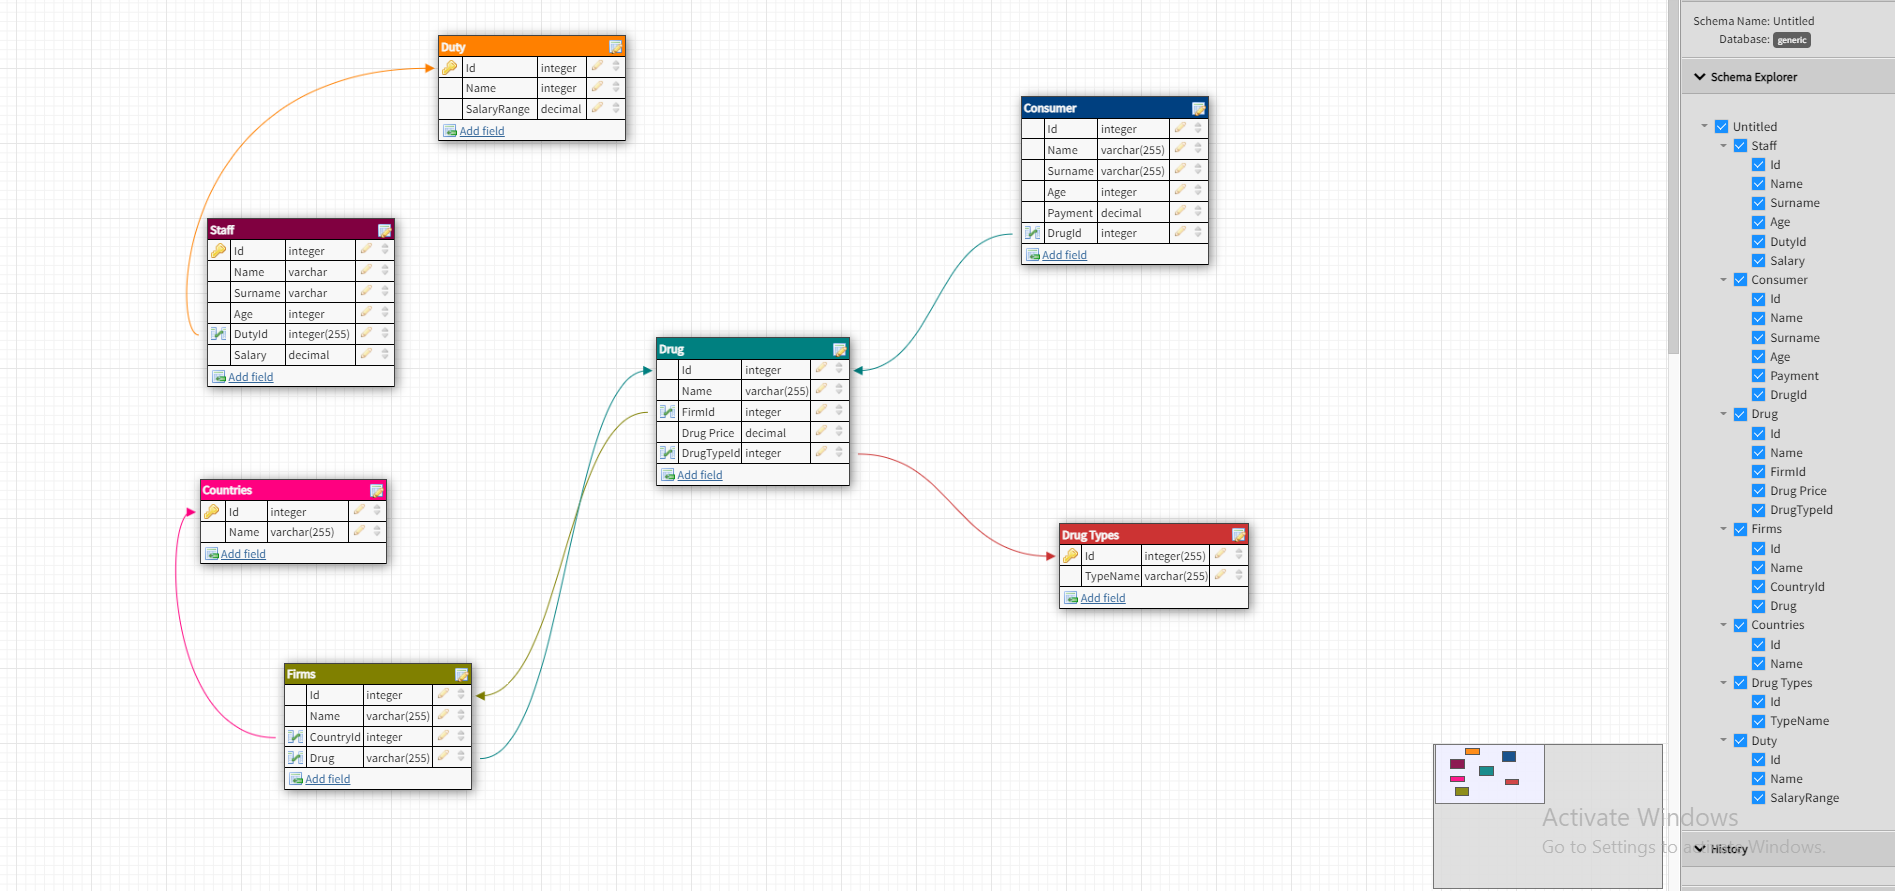 Duty
Id integer
Name integer
SalaryRange decimal
Add field
Consumer
Id integer
Name varchar(255)
Surname varchar(255)
Age integer
Payment decimal
DrugId integer
Add field
Staff
Id integer
Name varchar
Surname varchar
Age integer
DutyId integer(255)
Salary decimal
Add field
Drug
Id integer
Name varchar(255)
FirmId integer
Drug Price decimal
DrugTypeId integer
Add field
Countries
Id integer
Name varchar(255)
Add field
Drug Types
Id integer(255)
TypeName varchar(255)
Add field
Firms
Id integer
Name varchar(255)
CountryId integer
Drug varchar(255)
Add field
Schema Name: Untitled
Database: generic
Schema Explorer
Untitled
Staff
Id
Name
Surname
Age
DutyId
Salary
Consumer
Id
Name
Surname
Age
Payment
DrugId
Drug
Id
Name
FirmId
Drug Price
DrugTypeId
Firms
Id
Name
CountryId
Drug
Countries
Id
Name
Drug Types
Id
TypeName
Duty
Id
Name
SalaryRange
History
Activate Windows
Go to Settings to activate Windows.